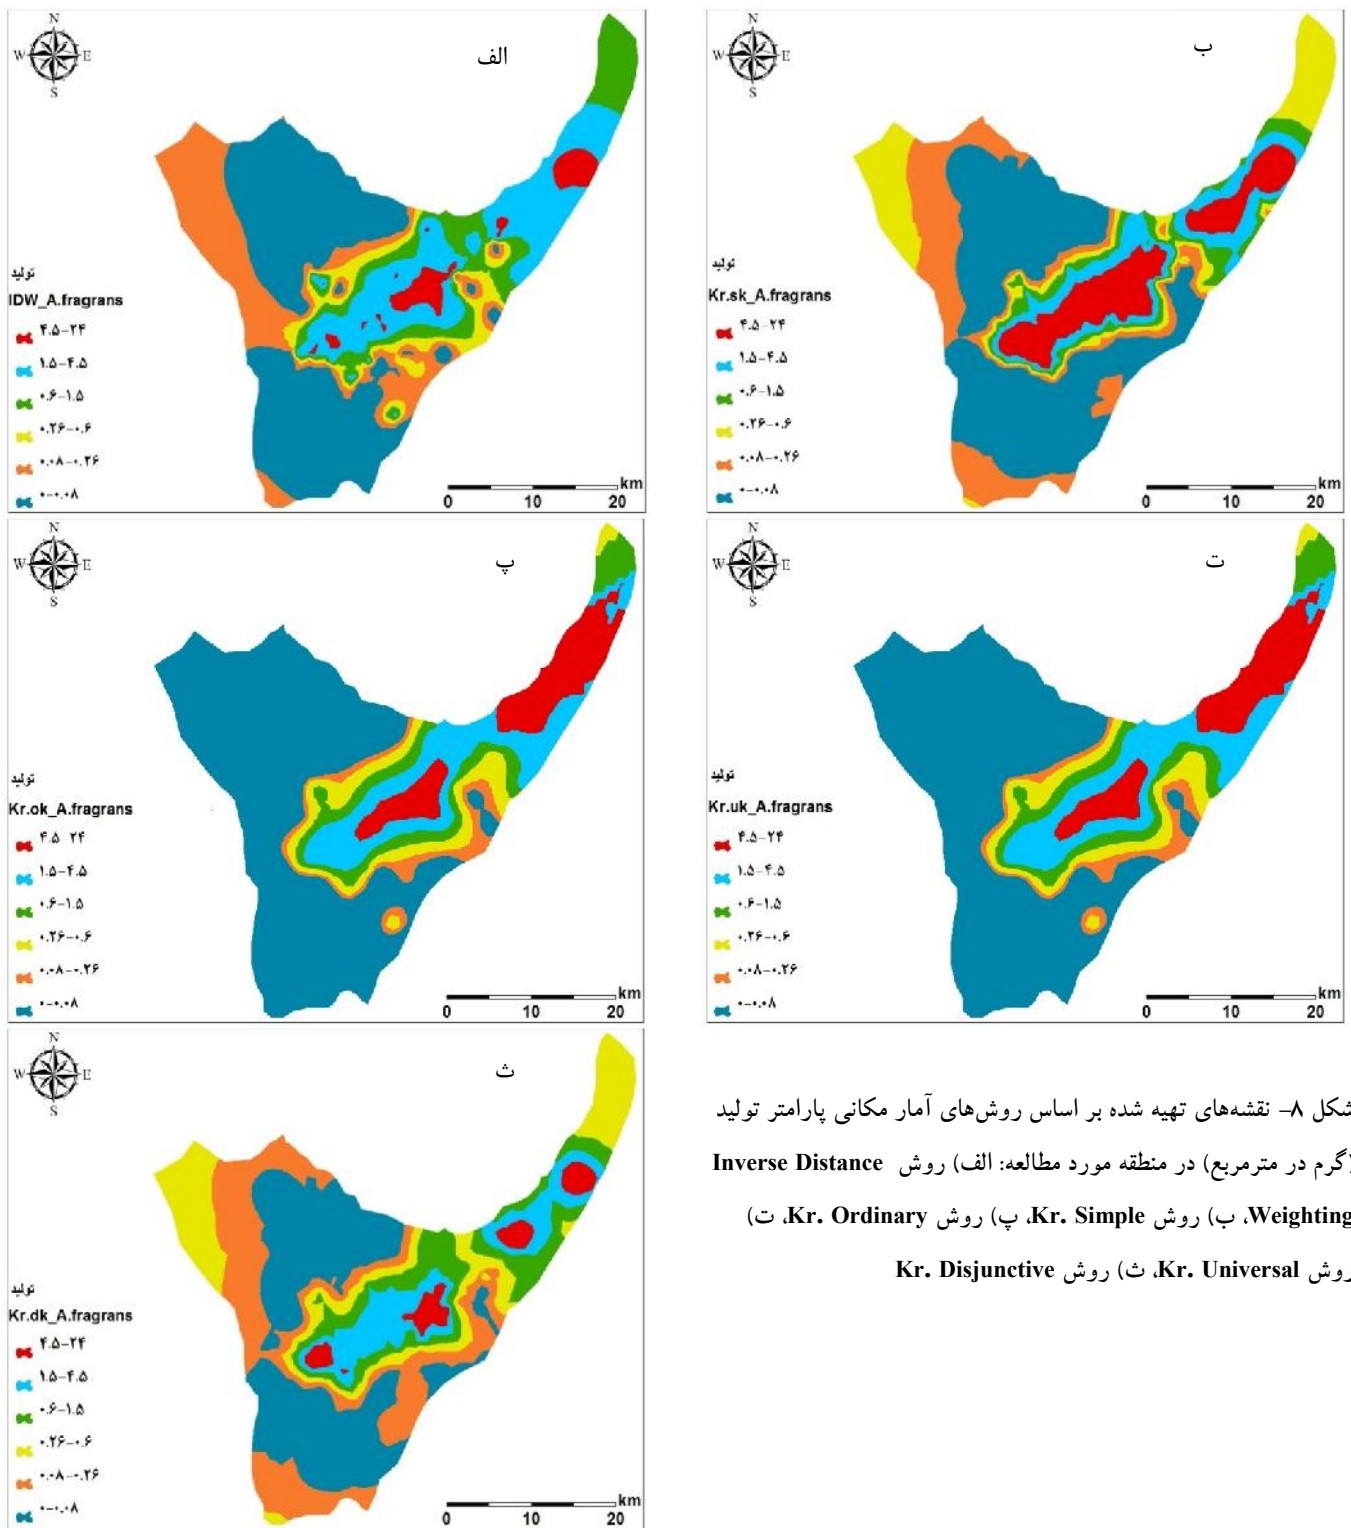 N
W E
S
الف
تولید
IDW_A.fragrans
۴.۵-۲۴
۱.۵-۴.۵
۰.۶-۱.۵
۰.۲۶-۰.۶
۰.۰۸-۰.۲۶
۰-۰.۰۸
km
0 10 20
N
W E
S
ب
تولید
Kr.sk_A.fragrans
۴.۵-۲۴
۱.۵-۴.۵
۰.۶-۱.۵
۰.۲۶-۰.۶
۰.۰۸-۰.۲۶
۰-۰.۰۸
km
0 10 20
N
W E
S
پ
تولید
Kr.ok_A.fragrans
۴.۵-۲۴
۱.۵-۴.۵
۰.۶-۱.۵
۰.۲۶-۰.۶
۰.۰۸-۰.۲۶
۰-۰.۰۸
km
0 10 20
N
W E
S
ت
تولید
Kr.uk_A.fragrans
۴.۵-۲۴
۱.۵-۴.۵
۰.۶-۱.۵
۰.۲۶-۰.۶
۰.۰۸-۰.۲۶
۰-۰.۰۸
km
0 10 20
N
W E
S
ث
تولید
Kr.dk_A.fragrans
۴.۵-۲۴
۱.۵-۴.۵
۰.۶-۱.۵
۰.۲۶-۰.۶
۰.۰۸-۰.۲۶
۰-۰.۰۸
km
0 10 20
شکل ۸- نقشه‌های تهیه شده بر اساس روش‌های آمار مکانی پارامتر تولید
(گرم در مترمربع) در منطقه مورد مطالعه: الف) روش Inverse Distance
Weighting، ب) روش Kr. Simple، پ) روش Kr. Ordinary، ت)
روش Kr. Universal، ث) روش Kr. Disjunctive